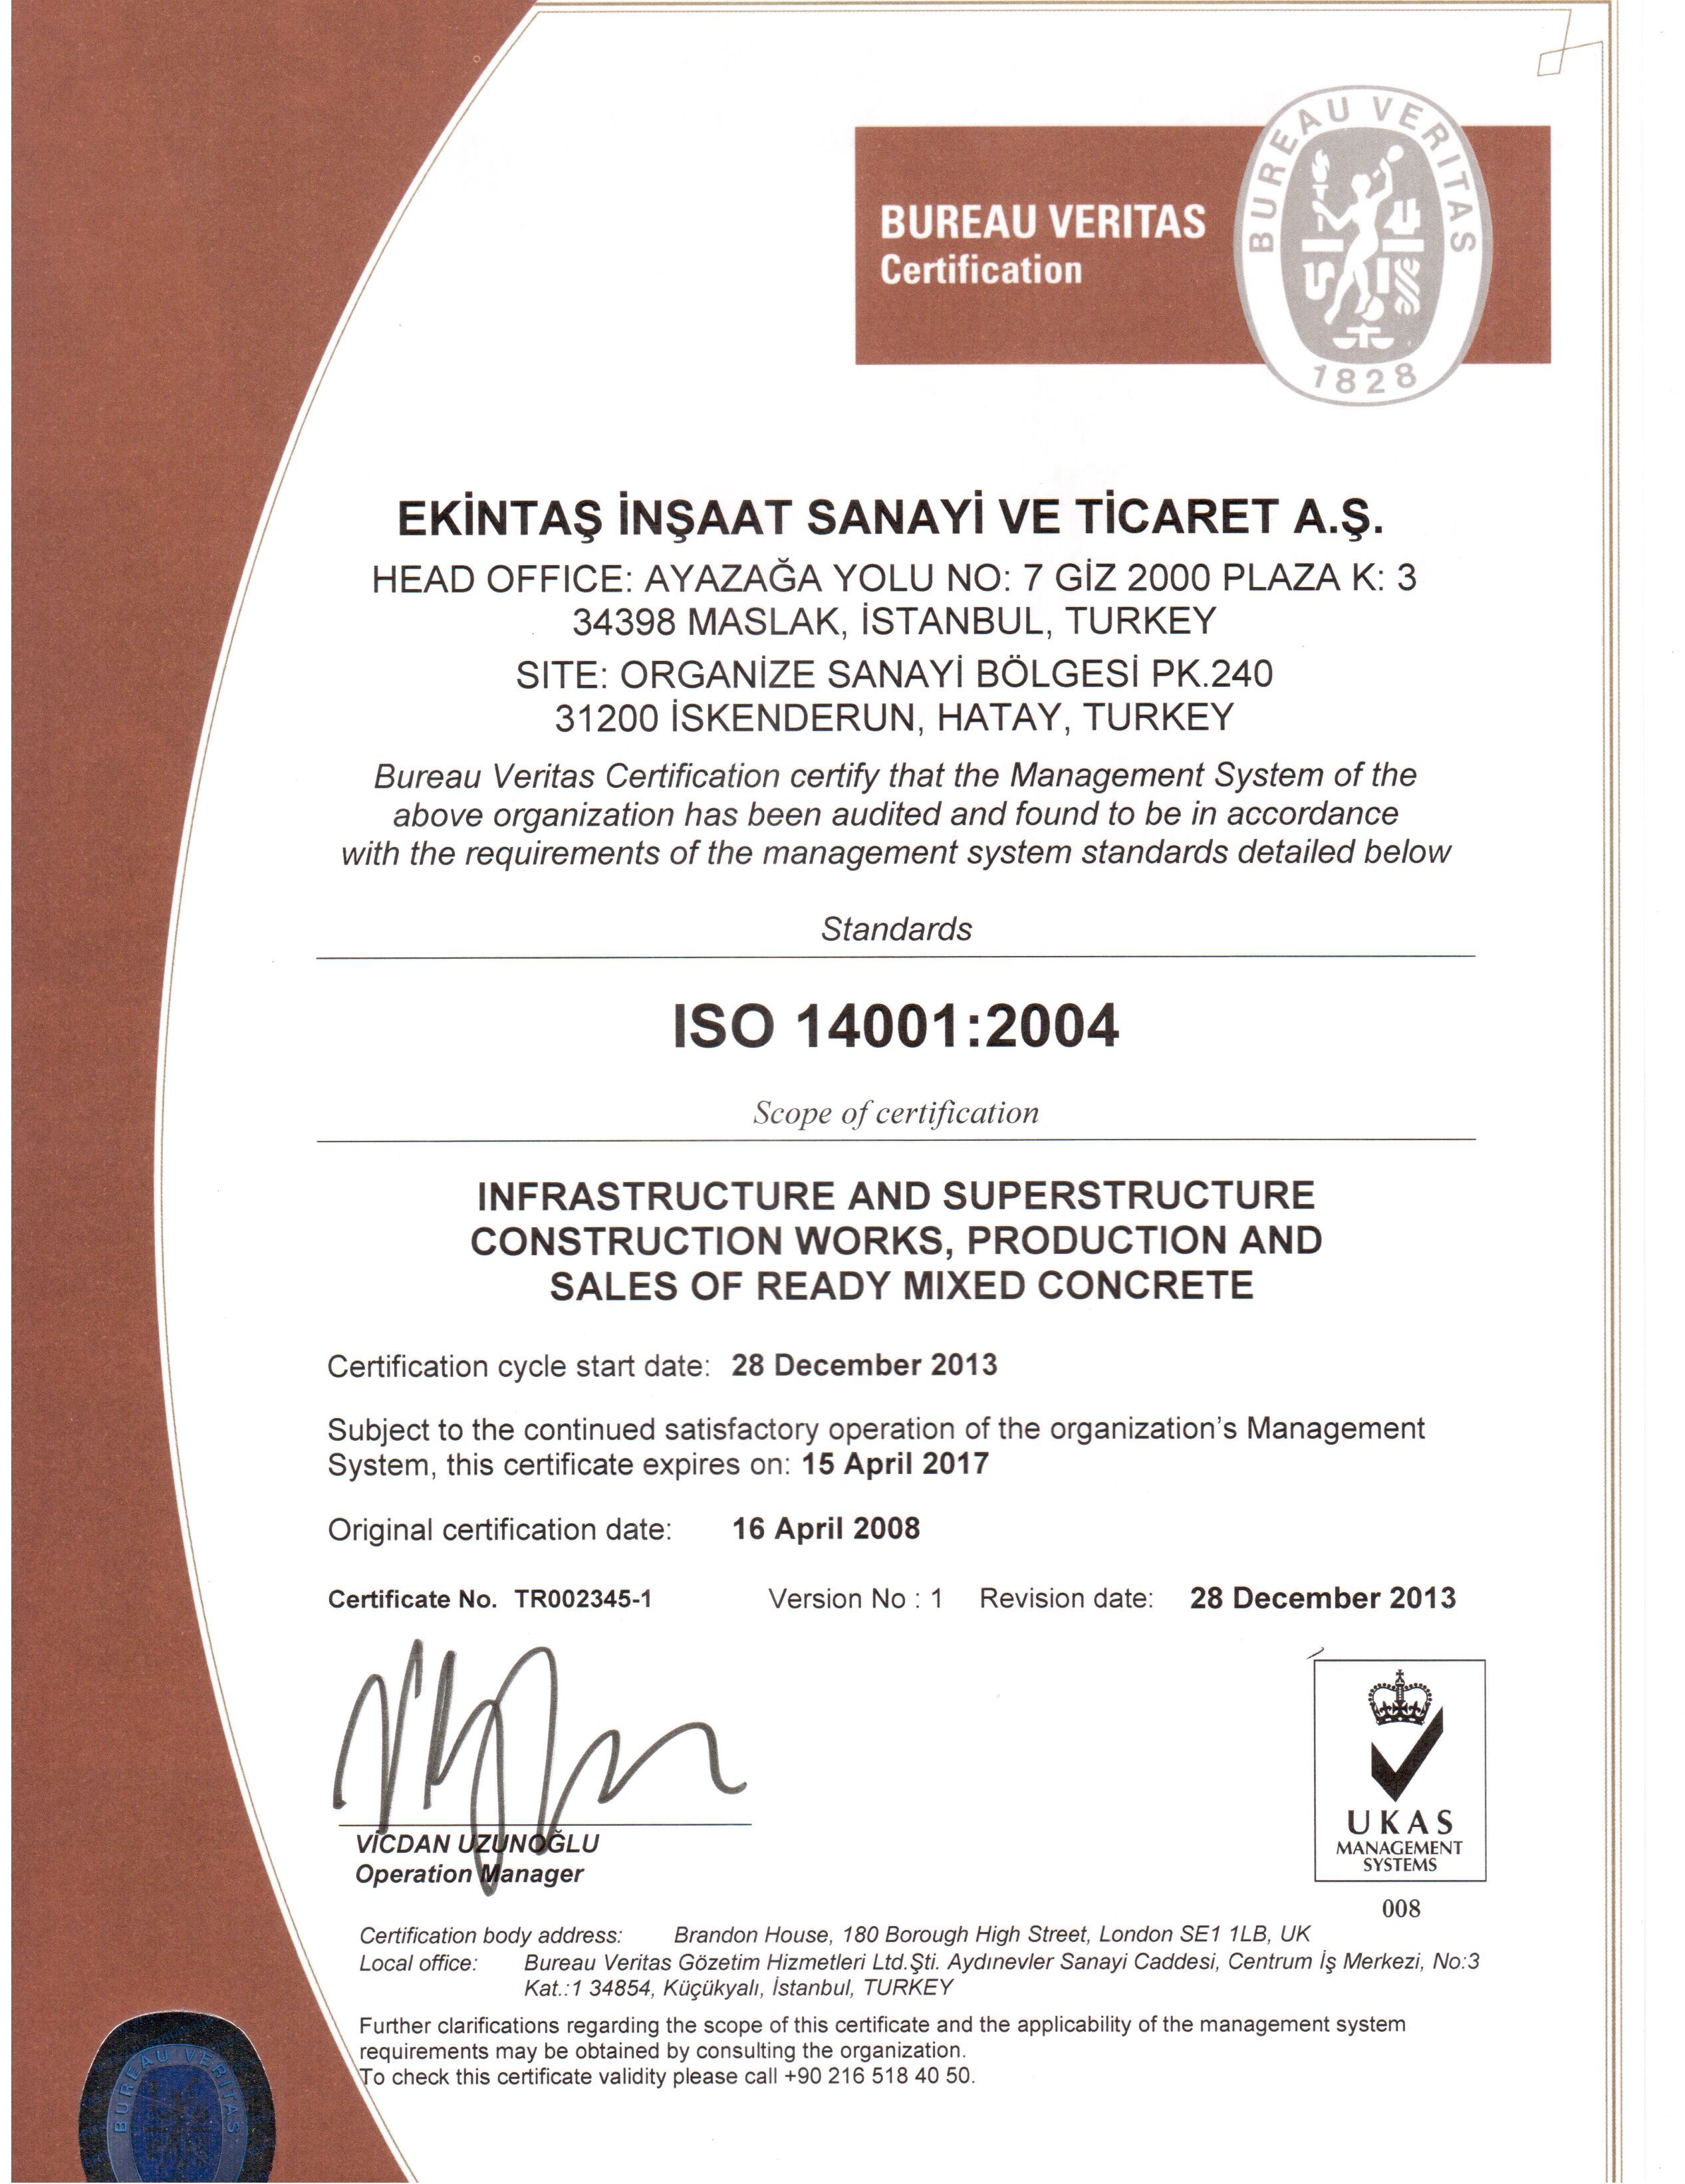 BUREAU VERITAS
Certification
BUREAU VERITAS
1828
EKİNTAŞ İNŞAAT SANAYİ VE TİCARET A.Ş.
HEAD OFFICE: AYAZAĞA YOLU NO: 7 GİZ 2000 PLAZA K: 3
34398 MASLAK, İSTANBUL, TURKEY
SITE: ORGANİZE SANAYİ BÖLGESİ PK.240
31200 İSKENDERUN, HATAY, TURKEY
Bureau Veritas Certification certify that the Management System of the
above organization has been audited and found to be in accordance
with the requirements of the management system standards detailed below
Standards
ISO 14001:2004
Scope of certification
INFRASTRUCTURE AND SUPERSTRUCTURE
CONSTRUCTION WORKS, PRODUCTION AND
SALES OF READY MIXED CONCRETE
Certification cycle start date: 28 December 2013
Subject to the continued satisfactory operation of the organization's Management
System, this certificate expires on: 15 April 2017
Original certification date: 16 April 2008
Certificate No. TR002345-1 Version No : 1 Revision date: 28 December 2013
VİCDAN UZUNOĞLU
Operation Manager
UKAS
MANAGEMENT
SYSTEMS
008
Certification body address: Brandon House, 180 Borough High Street, London SE1 1LB, UK
Local office: Bureau Veritas Gözetim Hizmetleri Ltd.Şti. Aydınevler Sanayi Caddesi, Centrum İş Merkezi, No:3
Kat.:1 34854, Küçükyalı, İstanbul, TURKEY
Further clarifications regarding the scope of this certificate and the applicability of the management system
requirements may be obtained by consulting the organization.
To check this certificate validity please call +90 216 518 40 50.
BUREAU VERITAS